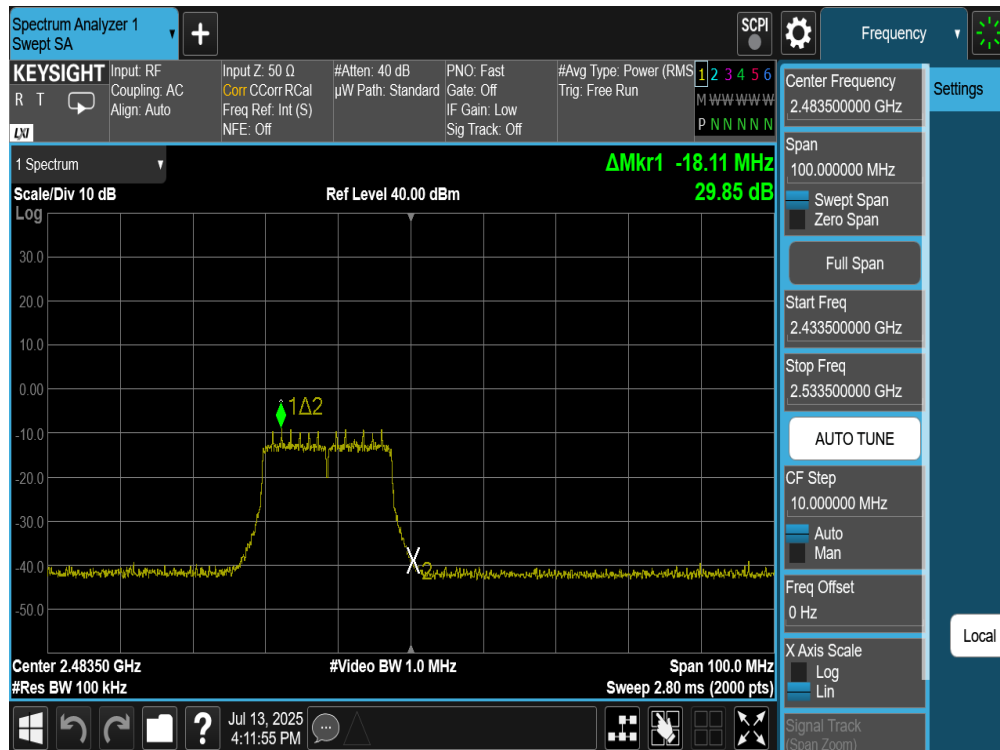 Spectrum Analyzer 1
Swept SA
+
SCPI
Frequency
KEYSIGHT
R T
LXI
Input: RF
Coupling: AC
Align: Auto
Input Z: 50 Ω
Corr CCorr RCal
Freq Ref: Int (S)
NFE: Off
#Atten: 40 dB
µW Path: Standard
PNO: Fast
Gate: Off
IF Gain: Low
Sig Track: Off
#Avg Type: Power (RMS
Trig: Free Run
1 2 3 4 5 6
M W W W W W
P N N N N N
1 Spectrum
Scale/Div 10 dB
Log
Ref Level 40.00 dBm
ΔMkr1 -18.11 MHz
29.85 dB
30.0
20.0
10.0
0.00
-10.0
-20.0
-30.0
-40.0
-50.0
1Δ2
X
2
Center 2.48350 GHz
#Res BW 100 kHz
#Video BW 1.0 MHz
Span 100.0 MHz
Sweep 2.80 ms (2000 pts)
Center Frequency
2.483500000 GHz
Span
100.000000 MHz
Swept Span
Zero Span
Full Span
Start Freq
2.433500000 GHz
Stop Freq
2.533500000 GHz
AUTO TUNE
CF Step
10.000000 MHz
Auto
Man
Freq Offset
0 Hz
X Axis Scale
Log
Lin
Signal Track
(Span Zoom)
Settings
Local
?
Jul 13, 2025
4:11:55 PM